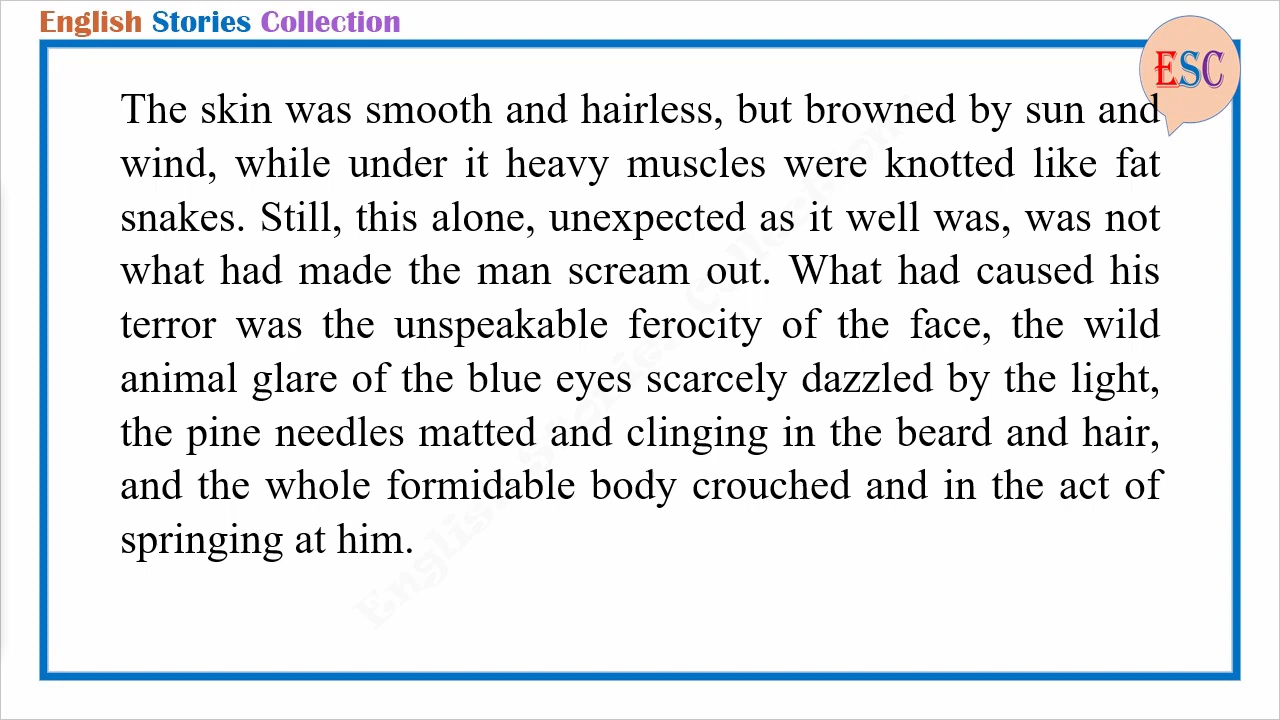 English Stories Collection
ESC
The skin was smooth and hairless, but browned by sun and
wind, while under it heavy muscles were knotted like fat
snakes. Still, this alone, unexpected as it well was, was not
what had made the man scream out. What had caused his
terror was the unspeakable ferocity of the face, the wild
animal glare of the blue eyes scarcely dazzled by the light,
the pine needles matted and clinging in the beard and hair,
and the whole formidable body crouched and in the act of
springing at him.
English Stories Collection